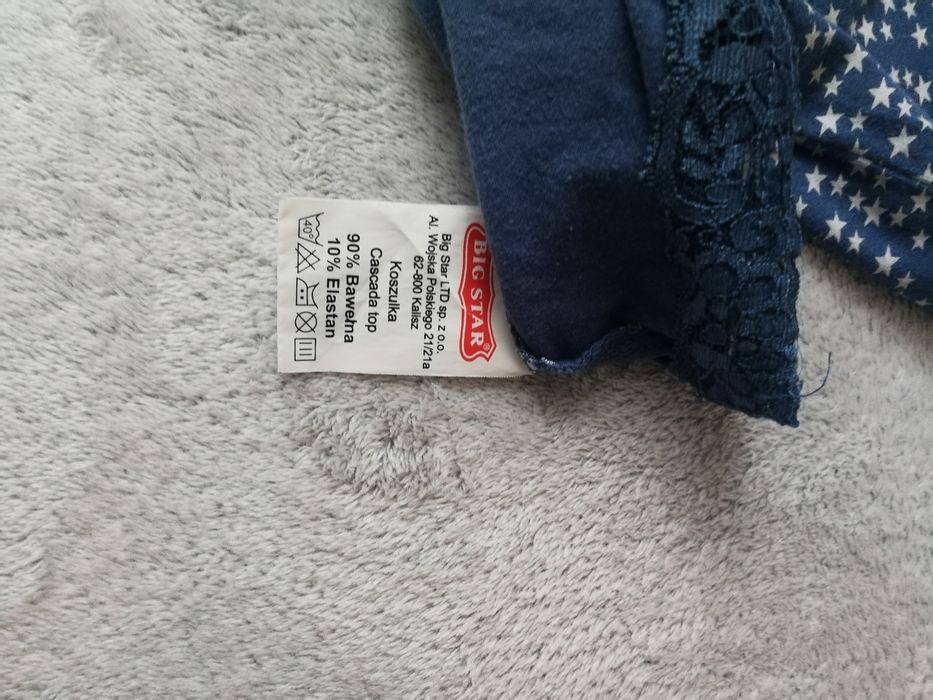 BIG STAR®
Big Star LTD sp. z o.o.
Al. Wojska Polskiego 21/21a
62-800 Kalisz
Koszulka
Cascada top
90% Bawełna
10% Elastan
40°